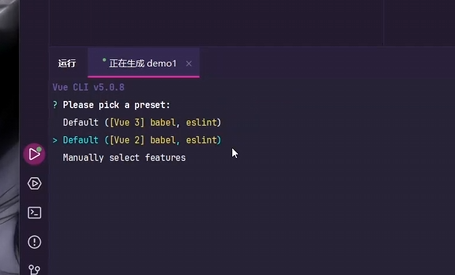 运行
正在生成 demo1 ×
Vue CLI v5.0.8
? Please pick a preset:
Default ([Vue 3] babel, eslint)
> Default ([Vue 2] babel, eslint)
Manually select features